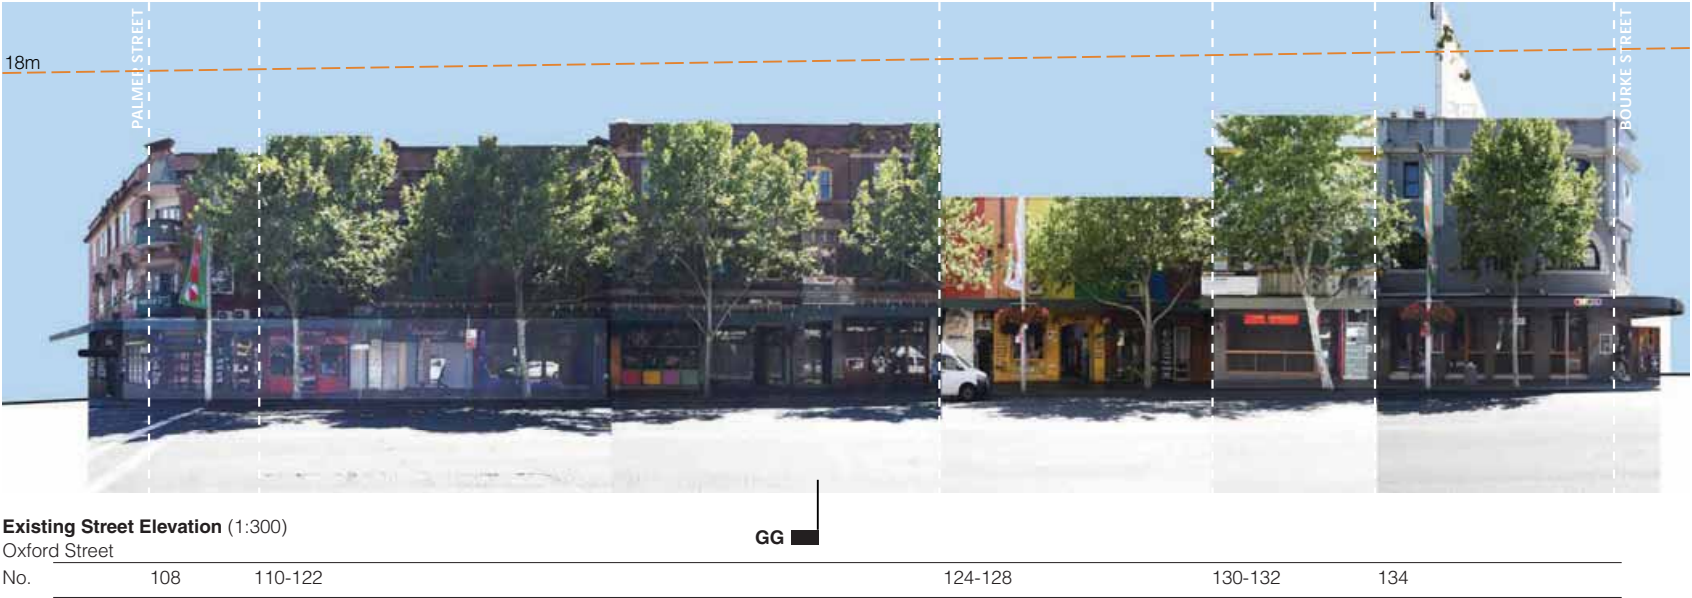 PALMER STREET
BOURKE STREET
18m
Existing Street Elevation (1:300)
GG
Oxford Street
No. 108 110-122 124-128 130-132 134